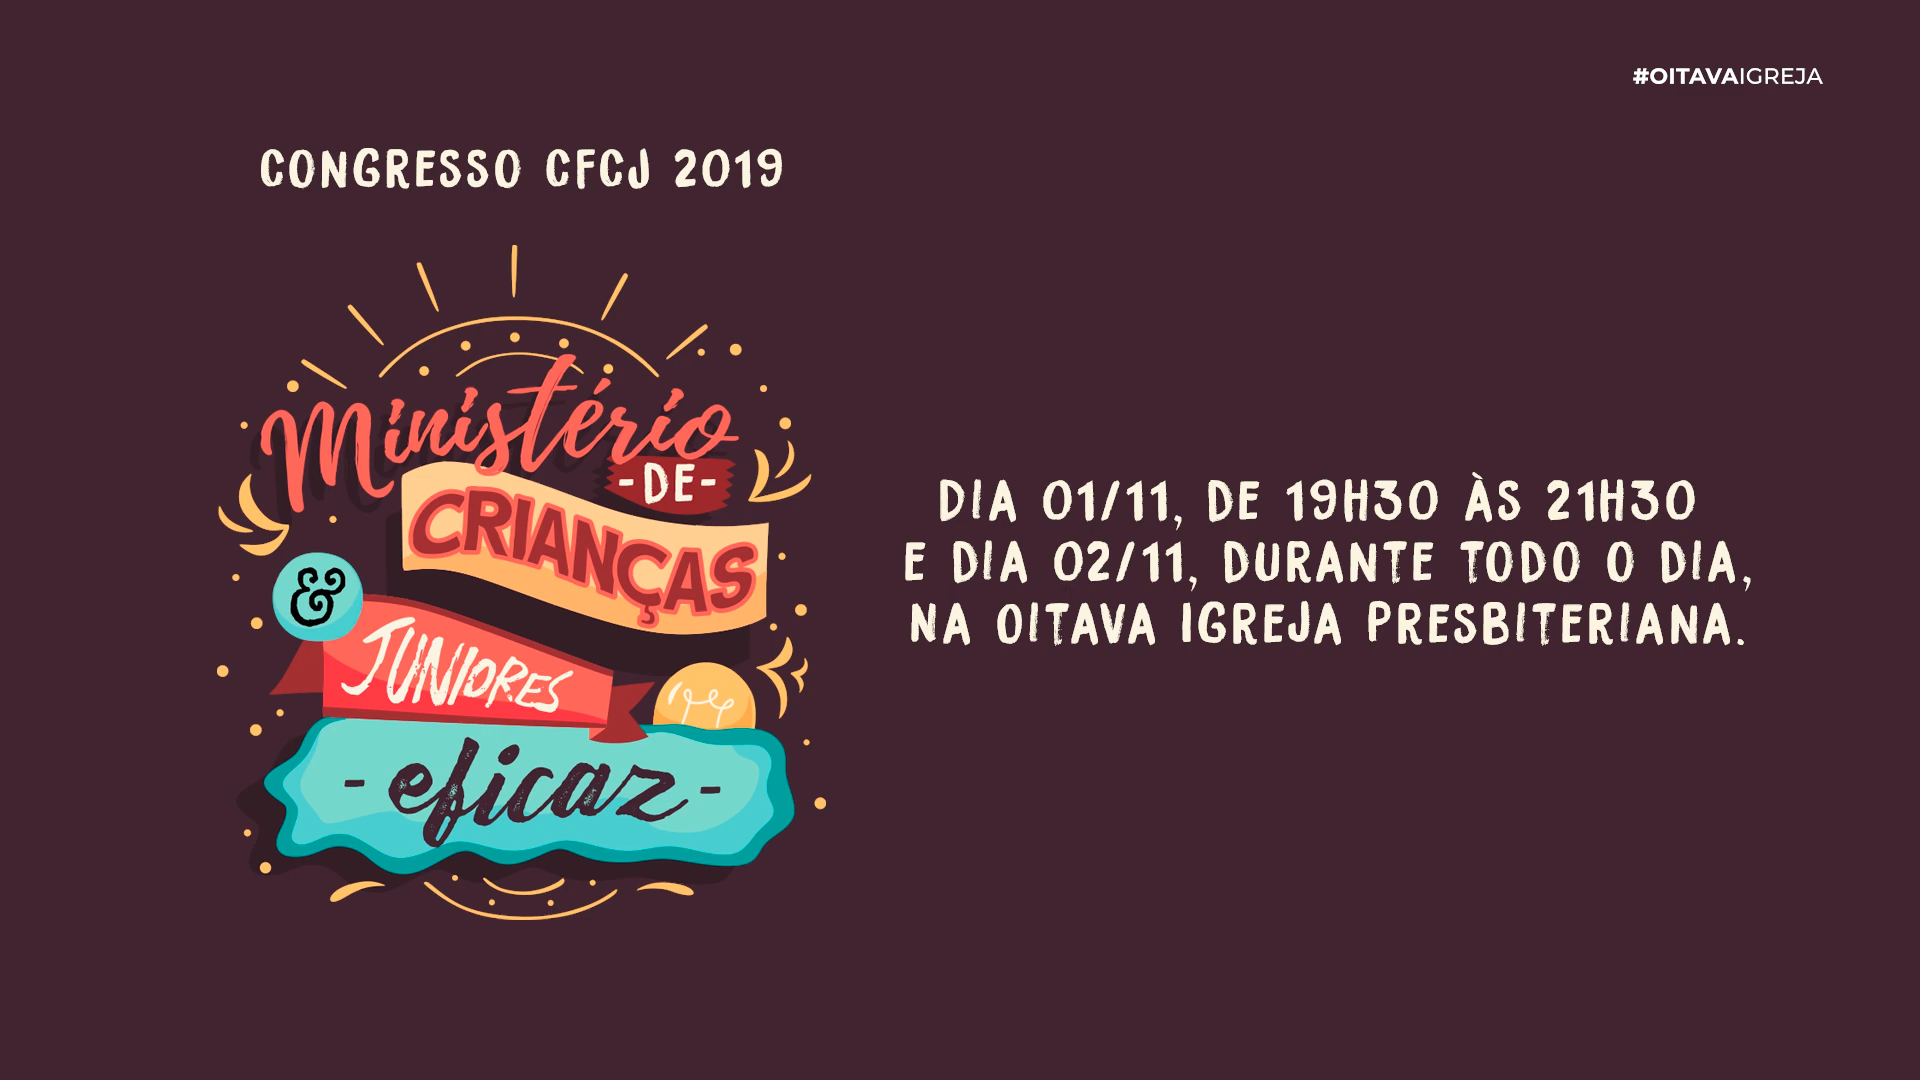 #OITAVAIGREJA
CONGRESSO CFCJ 2019
Ministério
-DE-
CRIANÇAS
&
JUNIORES
- eficaz -
DIA 01/11, DE 19H30 ÀS 21H30
E DIA 02/11, DURANTE TODO O DIA,
NA OITAVA IGREJA PRESBITERIANA.